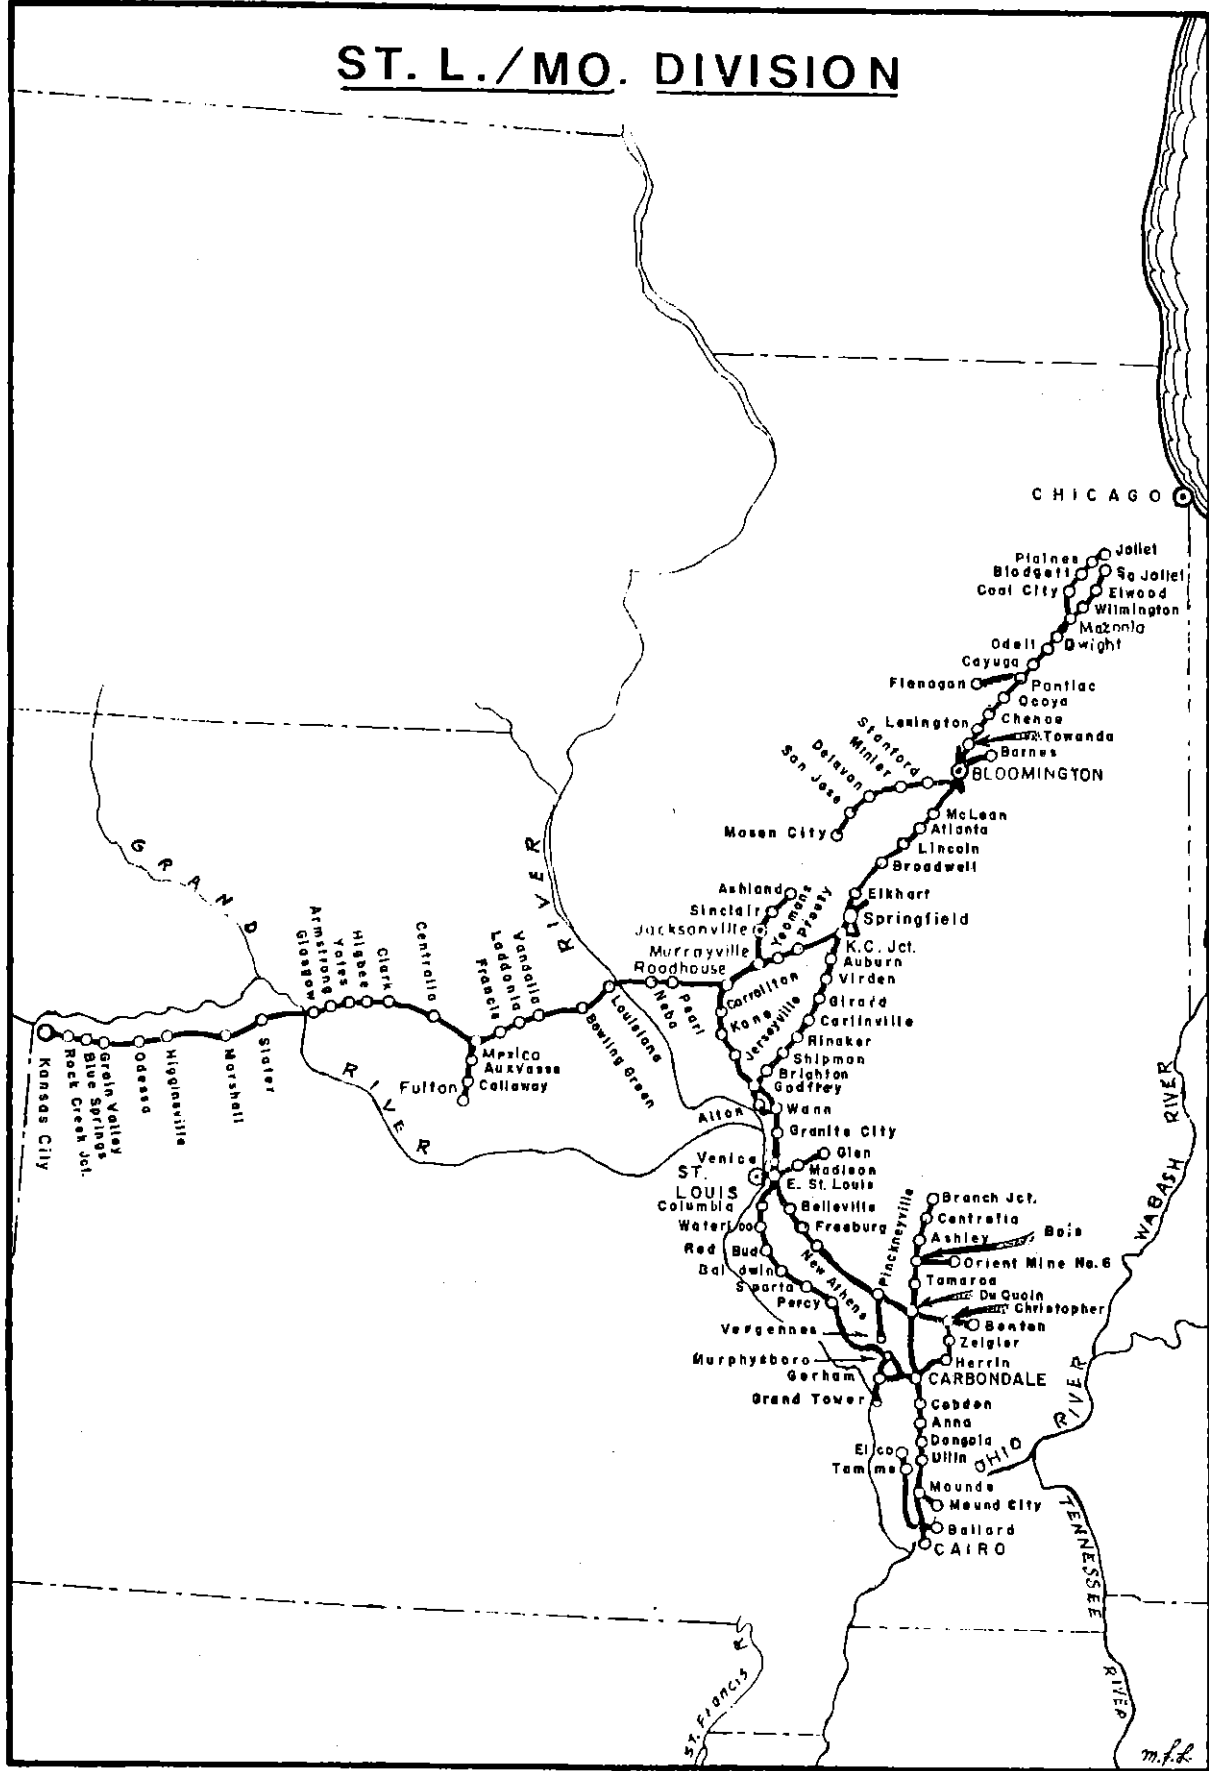 ST. L./MO. DIVISION
CHICAGO
Joliet
Plaines
Blodgett
So Joliet
Coal City
Elwood
Wilmington
Mazonia
Dwight
Odell
Cayuga
Flanagan
Pontiac
Ocoya
Chenoa
Lexington
Towanda
Barnes
BLOOMINGTON
Stanford
Minier
Delavan
San Jose
Mason City
McLean
Atlanta
Lincoln
Broadwell
Elkhart
Springfield
Ashland
Sinclair
Jacksonville
Yeomans
Prouty
Murrayville
Roodhouse
K.C. Jct.
Auburn
Virden
Girard
Carlinville
Rinaker
Shipman
Brighton
Godfrey
Carrollton
Kane
Jerseyville
Pearl
Nebo
Louisiana
Bowling Green
Vandalia
Laddonia
Francis
Mexico
Auxvasse
Callaway
Fulton
Centralia
Clark
Higbee
Yates
Armstrong
Glasgow
Slater
Marshall
Higginsville
Odessa
Grain Valley
Blue Springs
Rock Creek Jct.
Kansas City
GRAND
RIVER
RIVER
Alton
Wann
Granite City
Venice
Glen
Madison
ST.
LOUIS
E. St. Louis
Columbia
Belleville
Waterloo
Freeburg
Red Bud
New Athens
Baldwin
Sparta
Percy
Pinckneyville
Branch Jct.
Centralia
Ashley
Bois
Orient Mine No. 6
Tamaroa
Du Quoin
Christopher
Benton
Zeigler
Herrin
Vergennes
Murphysboro
Gorham
CARBONDALE
Grand Tower
Cobden
Anna
Dongola
Ullin
Elco
Tamms
Mounds
Mound City
Ballard
CAIRO
WABASH RIVER
OHIO RIVER
TENNESSEE RIVER
ST. Francis R
m.f.L.